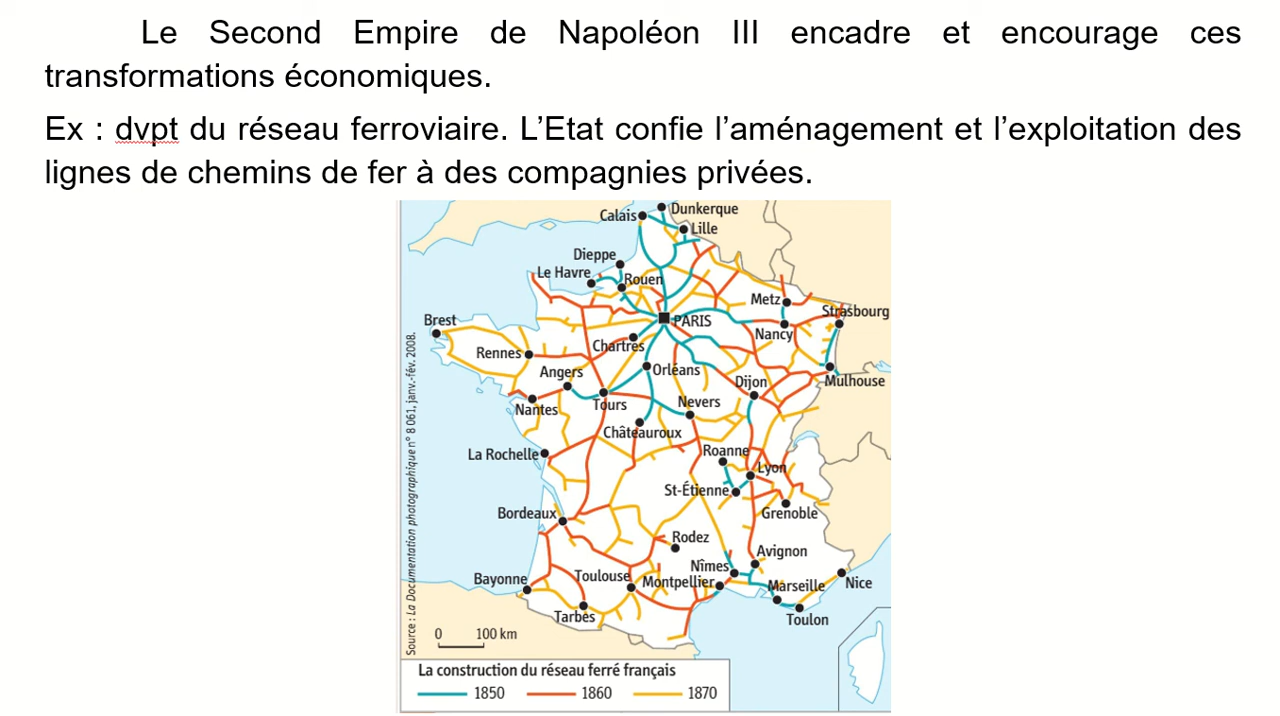 Le Second Empire de Napoléon III encadre et encourage ces
transformations économiques.
Ex : dvpt du réseau ferroviaire. L'Etat confie l'aménagement et l'exploitation des
lignes de chemins de fer à des compagnies privées.
Calais
Dunkerque
Lille
Dieppe
Le Havre
Rouen
Metz
Strasbourg
PARIS
Nancy
Brest
Chartres
Rennes
Angers
Orléans
Dijon
Mulhouse
Nantes
Tours
Nevers
Châteauroux
La Rochelle
Roanne
Lyon
St-Étienne
Grenoble
Bordeaux
Rodez
Avignon
Nîmes
Bayonne
Toulouse
Montpellier
Marseille
Nice
Tarbes
Toulon
Source : La Documentation photographique n° 8 061, janv.-fév. 2008.
0 100 km
La construction du réseau ferré français
1850 1860 1870